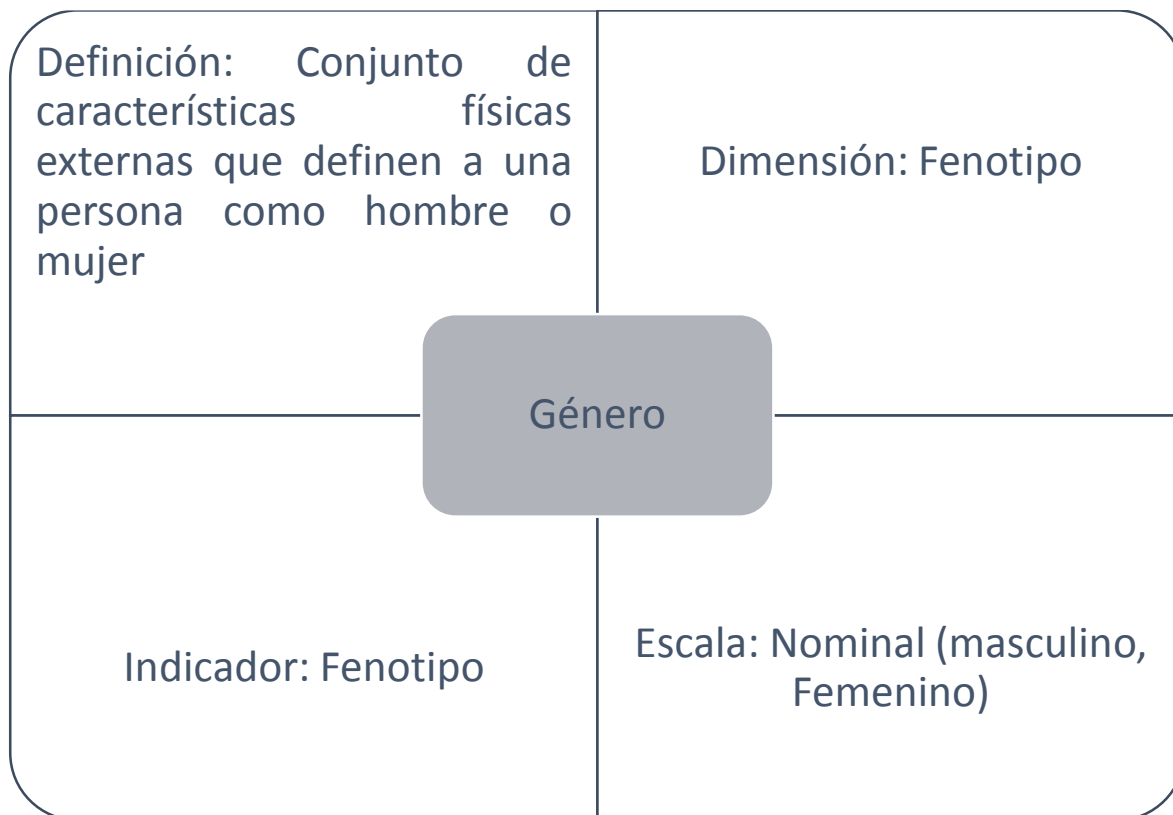 Definición: Conjunto de
características físicas
externas que definen a una
persona como hombre o
mujer
Dimensión: Fenotipo
Género
Indicador: Fenotipo
Escala: Nominal (masculino,
Femenino)